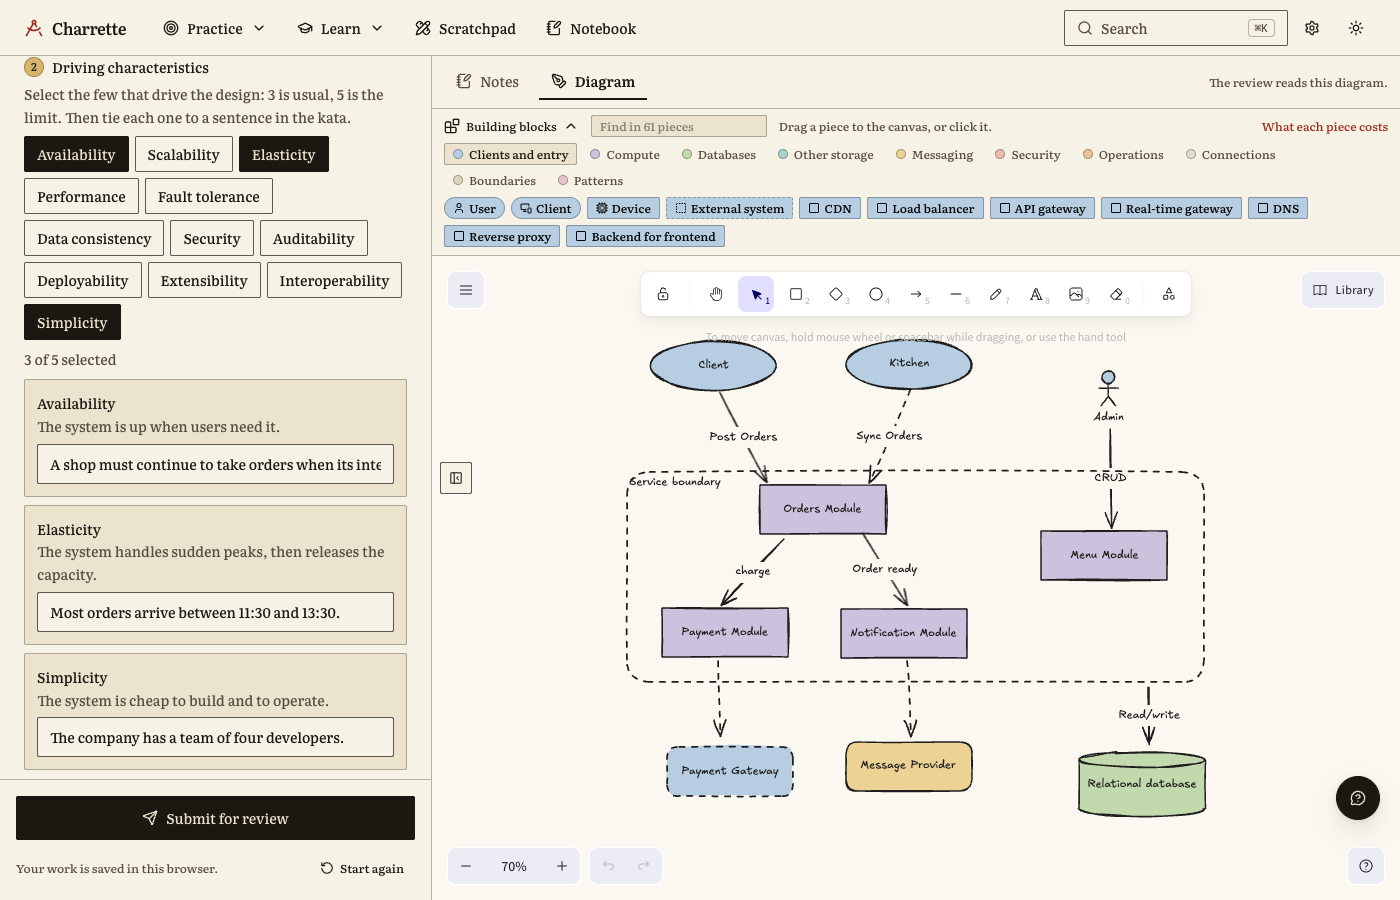 Charrette
Practice
Learn
Scratchpad
Notebook
Search
⌘K
2 Driving characteristics
Select the few that drive the design: 3 is usual, 5 is the
limit. Then tie each one to a sentence in the kata.
Availability
Scalability
Elasticity
Performance
Fault tolerance
Data consistency
Security
Auditability
Deployability
Extensibility
Interoperability
Simplicity
3 of 5 selected
Availability
The system is up when users need it.
A shop must continue to take orders when its inte
Elasticity
The system handles sudden peaks, then releases the
capacity.
Most orders arrive between 11:30 and 13:30.
Simplicity
The system is cheap to build and to operate.
The company has a team of four developers.
Submit for review
Your work is saved in this browser.
Start again
Notes
Diagram
The review reads this diagram.
Building blocks
Find in 61 pieces
Drag a piece to the canvas, or click it.
What each piece costs
Clients and entry
Compute
Databases
Other storage
Messaging
Security
Operations
Connections
Boundaries
Patterns
User
Client
Device
External system
CDN
Load balancer
API gateway
Real-time gateway
DNS
Reverse proxy
Backend for frontend
1
2
3
4
5
6
7
8
9
0
Library
To move canvas, hold mouse wheel or spacebar while dragging, or use the hand tool
Client
Kitchen
Admin
Post Orders
Sync Orders
CRUD
Service boundary
Orders Module
Menu Module
charge
Order ready
Payment Module
Notification Module
Read/write
Payment Gateway
Message Provider
Relational database
70%